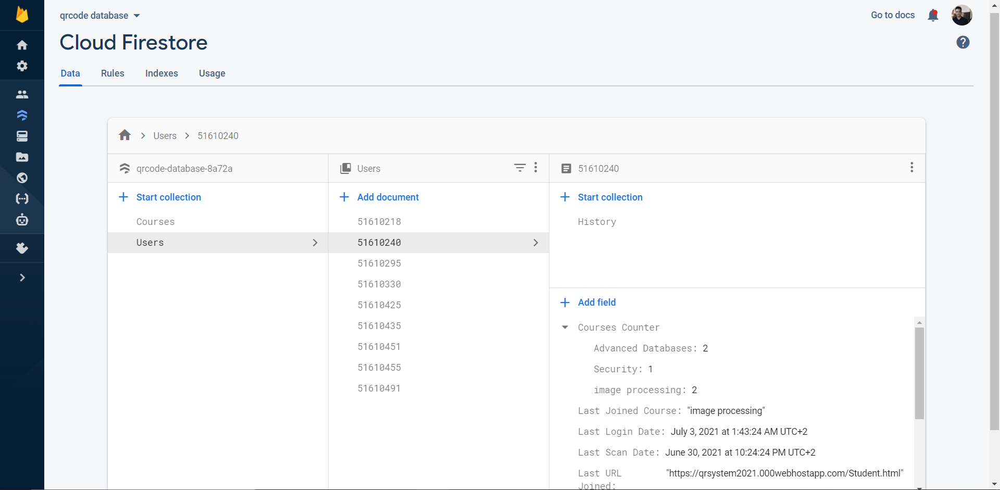 qrcode database
Go to docs
Cloud Firestore
?
Data Rules Indexes Usage
Users 51610240
qrcode-database-8a72a
Users
51610240
Start collection
Courses
Users
Add document
51610218
51610240
51610295
51610330
51610425
51610435
51610451
51610455
51610491
Start collection
History
Add field
Courses Counter
Advanced Databases: 2
Security: 1
image processing: 2
Last Joined Course: "image processing"
Last Login Date: July 3, 2021 at 1:43:24 AM UTC+2
Last Scan Date: June 30, 2021 at 10:24:24 PM UTC+2
Last URL "https://qrsystem2021.000webhostapp.com/Student.html"
Joined: